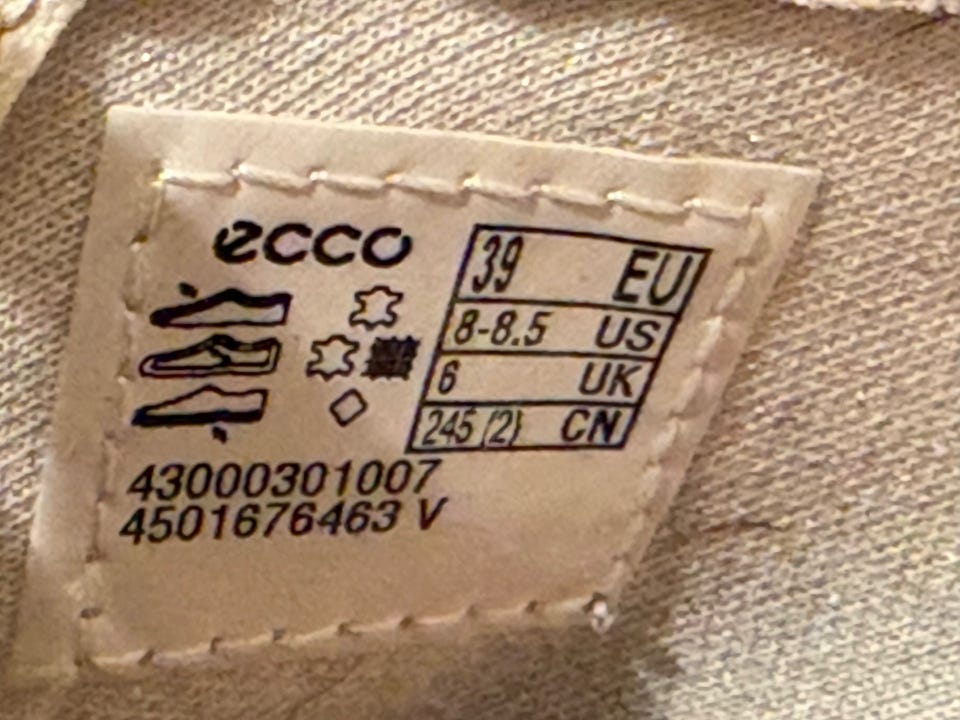 ecco
39 EU
8-8.5 US
6 UK
245 (2) CN
43000301007
4501676463 V